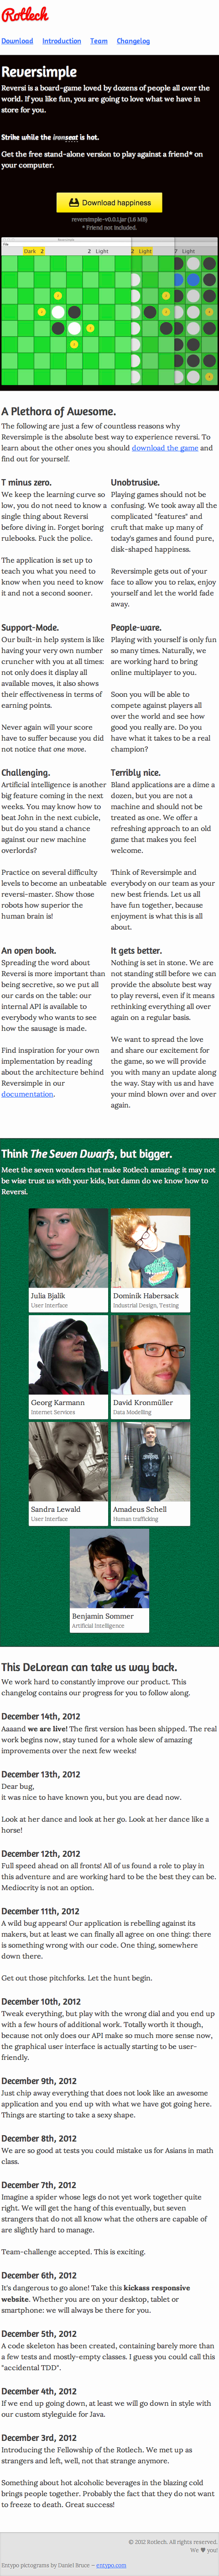 Rotlech
Download Introduction Team Changelog
Reversimple
Reversi is a board-game loved by dozens of people all over the
world. If you like fun, you are going to love what we have in
store for you.
Strike while the iron seat is hot.
Get the free stand-alone version to play against a friend* on
your computer.
Download happiness
reversimple-v0.0.1.jar (1.6 MB)
* Friend not included.
Dark 2 2 Light 2 Light 7 Light
A Plethora of Awesome.
The following are just a few of countless reasons why
Reversimple is the absolute best way to experience reversi. To
learn about the other ones you should download the game and
find out for yourself.
T minus zero.
We keep the learning curve so
low, you do not need to know a
single thing about Reversi
before diving in. Forget boring
rulebooks. Fuck the police.
The application is set up to
teach you what you need to
know when you need to know
it and not a second sooner.
Unobtrusive.
Playing games should not be
confusing. We took away all the
complicated "features" and
cruft that make up many of
today's games and found pure,
disk-shaped happiness.
Reversimple gets out of your
face to allow you to relax, enjoy
yourself and let the world fade
away.
Support-Mode.
Our built-in help system is like
having your very own number
cruncher with you at all times:
not only does it display all
available moves, it also shows
their effectiveness in terms of
earning points.
Never again will your score
have to suffer because you did
not notice that one move.
People-ware.
Playing with yourself is only fun
so many times. Naturally, we
are working hard to bring
online multiplayer to you.
Soon you will be able to
compete against players all
over the world and see how
good you really are. Do you
have what it takes to be a real
champion?
Challenging.
Artificial intelligence is another
big feature coming in the next
weeks. You may know how to
beat John in the next cubicle,
but do you stand a chance
against our new machine
overlords?
Practice on several difficulty
levels to become an unbeatable
reversi-master. Show those
robots how superior the
human brain is!
Terribly nice.
Bland applications are a dime a
dozen, but you are not a
machine and should not be
treated as one. We offer a
refreshing approach to an old
game that makes you feel
welcome.
Think of Reversimple and
everybody on our team as your
new best friends. Let us all
have fun together, because
enjoyment is what this is all
about.
An open book.
Spreading the word about
Reversi is more important than
being secretive, so we put all
our cards on the table: our
internal API is available to
everybody who wants to see
how the sausage is made.
Find inspiration for your own
implementation by reading
about the architecture behind
Reversimple in our
documentation.
It gets better.
Nothing is set in stone. We are
not standing still before we can
provide the absolute best way
to play reversi, even if it means
rethinking everything all over
again on a regular basis.
We want to spread the love
and share our excitement for
the game, so we will provide
you with many an update along
the way. Stay with us and have
your mind blown over and over
again.
Think The Seven Dwarfs, but bigger.
Meet the seven wonders that make Rotlech amazing: it may not
be wise trust us with your kids, but damn do we know how to
Reversi.
Julia Bjalik
User Interface
Dominik Habersack
Industrial Design, Texting
Georg Karmann
Internet Services
David Kronmüller
Data Modelling
Sandra Lewald
User Interface
Amadeus Schell
Human trafficking
Benjamin Sommer
Artificial Intelligence
This DeLorean can take us way back.
We work hard to constantly improve our product. This
changelog contains our progress for you to follow along.
December 14th, 2012
Aaaand we are live! The first version has been shipped. The real
work begins now, stay tuned for a whole slew of amazing
improvements over the next few weeks!
December 13th, 2012
Dear bug,
it was nice to have known you, but you are dead now.
Look at her dance and look at her go. Look at her dance like a
horse!
December 12th, 2012
Full speed ahead on all fronts! All of us found a role to play in
this adventure and are working hard to be the best they can be.
Mediocrity is not an option.
December 11th, 2012
A wild bug appears! Our application is rebelling against its
makers, but at least we can finally all agree on one thing: there
is something wrong with our code. One thing, somewhere
down there.
Get out those pitchforks. Let the hunt begin.
December 10th, 2012
Tweak everything, but play with the wrong dial and you end up
with a few hours of additional work. Totally worth it though,
because not only does our API make so much more sense now,
the graphical user interface is actually starting to be user-
friendly.
December 9th, 2012
Just chip away everything that does not look like an awesome
application and you end up with what we have got going here.
Things are starting to take a sexy shape.
December 8th, 2012
We are so good at tests you could mistake us for Asians in math
class.
December 7th, 2012
Imagine a spider whose legs do not yet work together quite
right. We will get the hang of this eventually, but seven
strangers that do not all know what the others are capable of
are slightly hard to manage.
Team-challenge accepted. This is exciting.
December 6th, 2012
It's dangerous to go alone! Take this kickass responsive
website. Whether you are on your desktop, tablet or
smartphone: we will always be there for you.
December 5th, 2012
A code skeleton has been created, containing barely more than
a few tests and mostly-empty classes. I guess you could call this
"accidental TDD".
December 4th, 2012
If we end up going down, at least we will go down in style with
our custom styleguide for Java.
December 3rd, 2012
Introducing the Fellowship of the Rotlech. We met up as
strangers and left, well, not that strange anymore.
Something about hot alcoholic beverages in the blazing cold
brings people together. Probably the fact that they do not want
to freeze to death. Great success!
© 2012 Rotlech. All rights reserved.
We ♥ you!
Entypo pictograms by Daniel Bruce — entypo.com